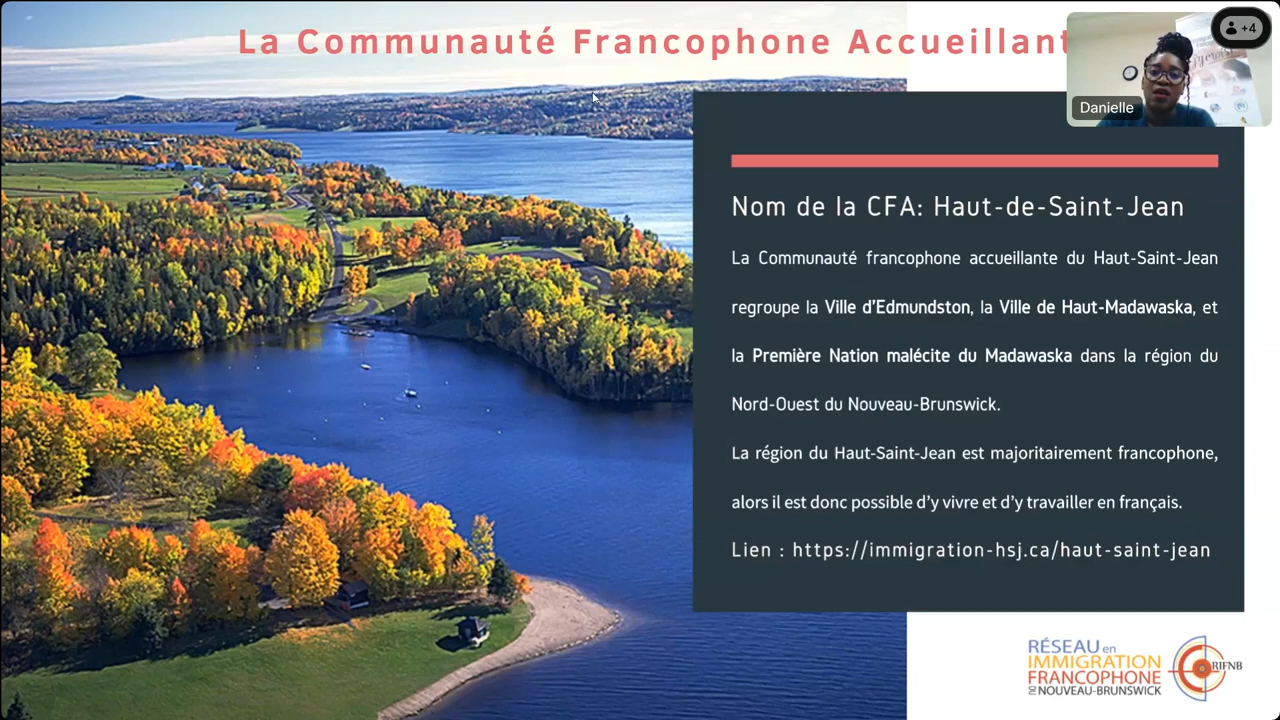 La Communauté Francophone Accueillant
+4
Danielle
Nom de la CFA: Haut-de-Saint-Jean
La Communauté francophone accueillante du Haut-Saint-Jean
regroupe la Ville d’Edmundston, la Ville de Haut-Madawaska, et
la Première Nation malécite du Madawaska dans la région du
Nord-Ouest du Nouveau-Brunswick.
La région du Haut-Saint-Jean est majoritairement francophone,
alors il est donc possible d’y vivre et d’y travailler en français.
Lien : https://immigration-hsj.ca/haut-saint-jean
RÉSEAU en
IMMIGRATION
FRANCOPHONE
DU NOUVEAU-BRUNSWICK
RIFNB